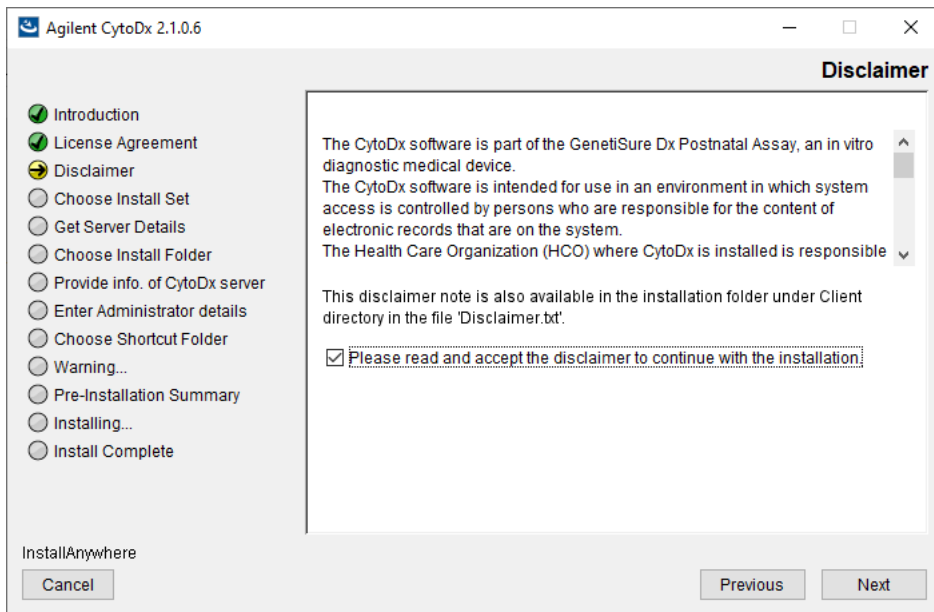 Agilent CytoDx 2.1.0.6
Disclaimer
Introduction
License Agreement
Disclaimer
Choose Install Set
Get Server Details
Choose Install Folder
Provide info. of CytoDx server
Enter Administrator details
Choose Shortcut Folder
Warning...
Pre-Installation Summary
Installing...
Install Complete
The CytoDx software is part of the GenetiSure Dx Postnatal Assay, an in vitro
diagnostic medical device.
The CytoDx software is intended for use in an environment in which system
access is controlled by persons who are responsible for the content of
electronic records that are on the system.
The Health Care Organization (HCO) where CytoDx is installed is responsible
This disclaimer note is also available in the installation folder under Client
directory in the file 'Disclaimer.txt'.
Please read and accept the disclaimer to continue with the installation.
InstallAnywhere
Cancel
Previous
Next